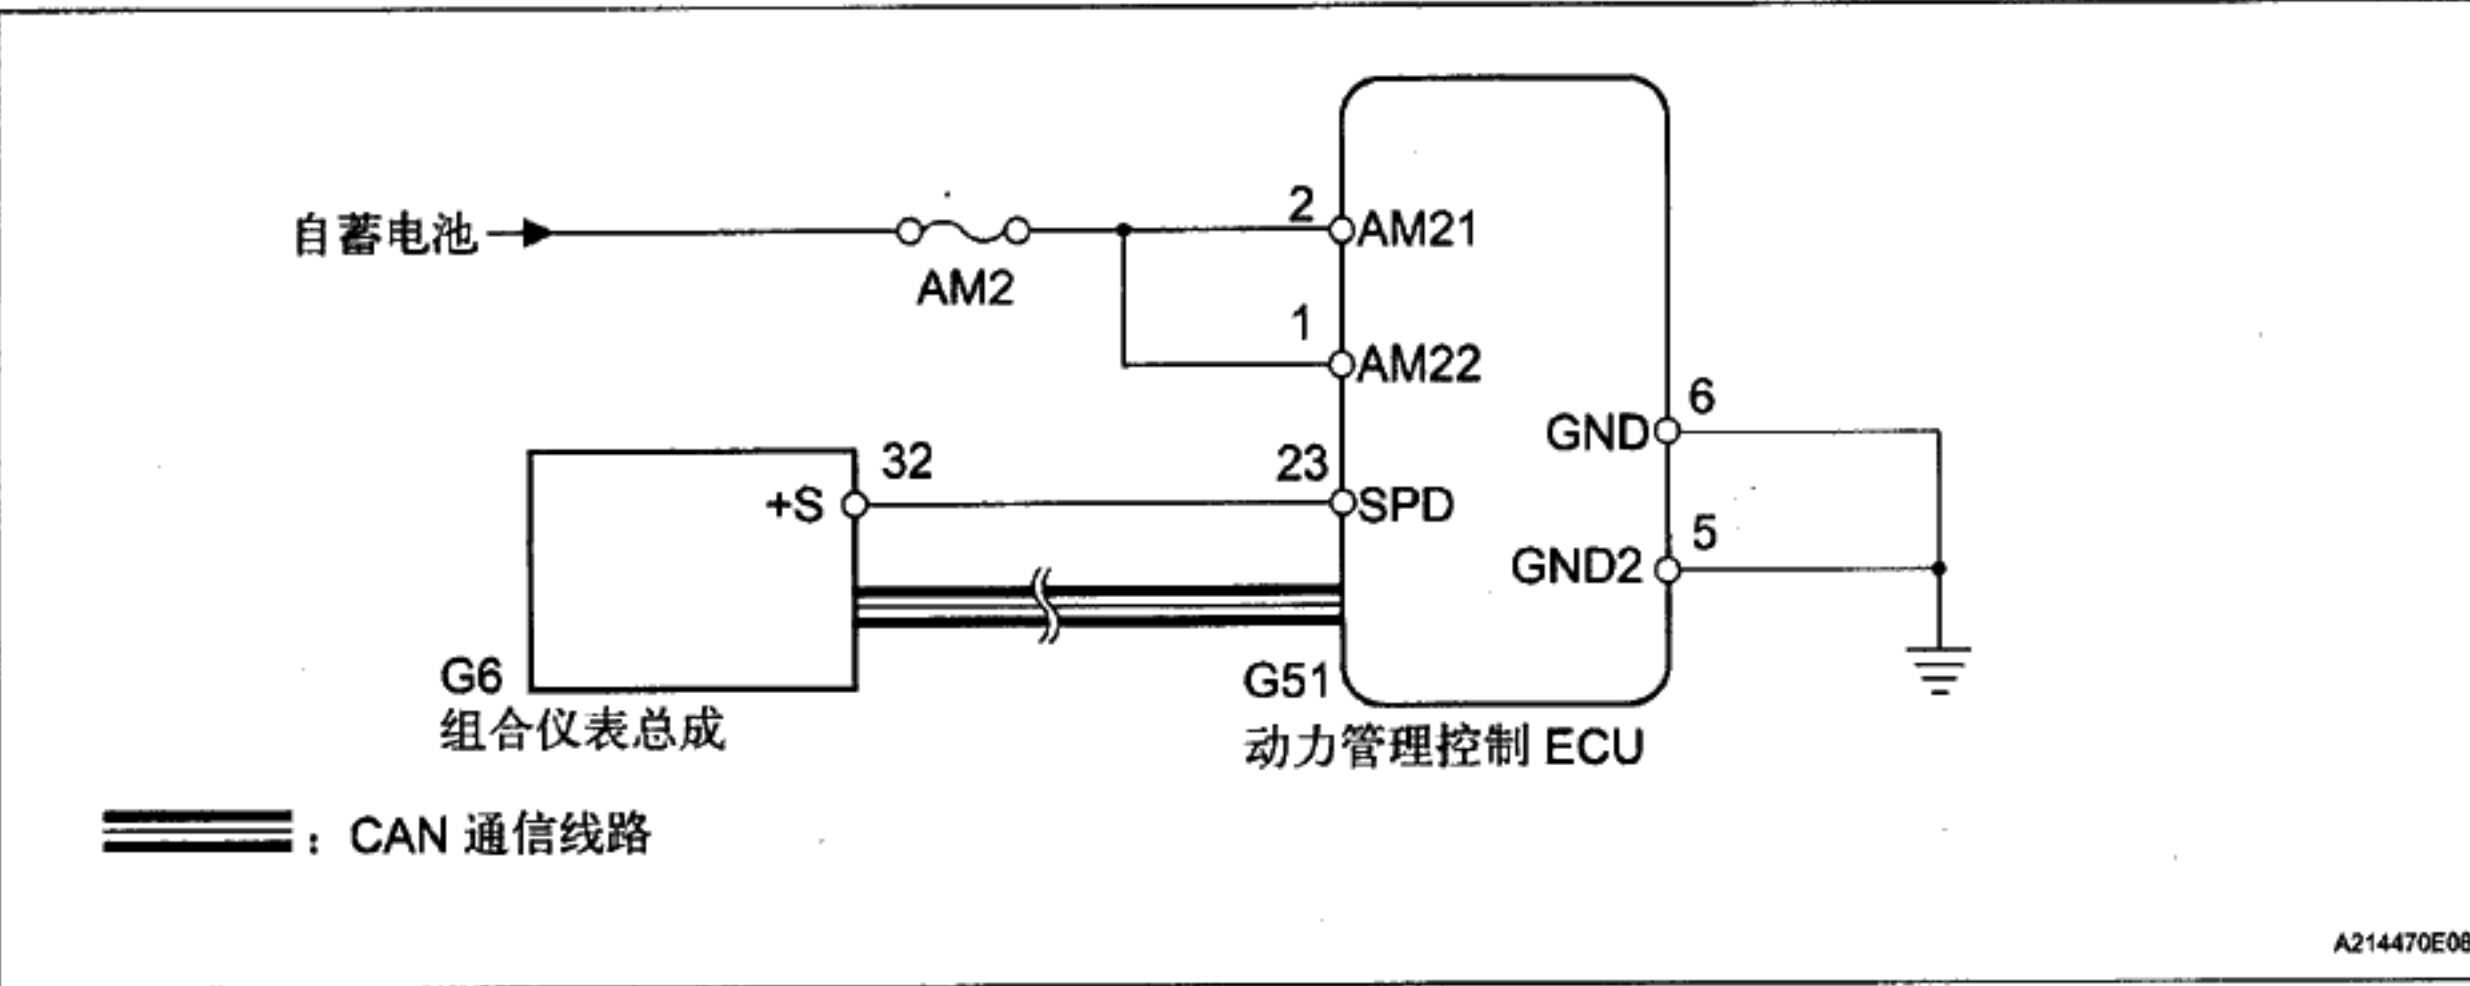 2
自蓄电池
AM21
AM2
1
AM22
6
GND
32
23
+S
SPD
5
GND2
G6
G51
组合仪表总成
动力管理控制 ECU
：CAN 通信线路
A214470E08